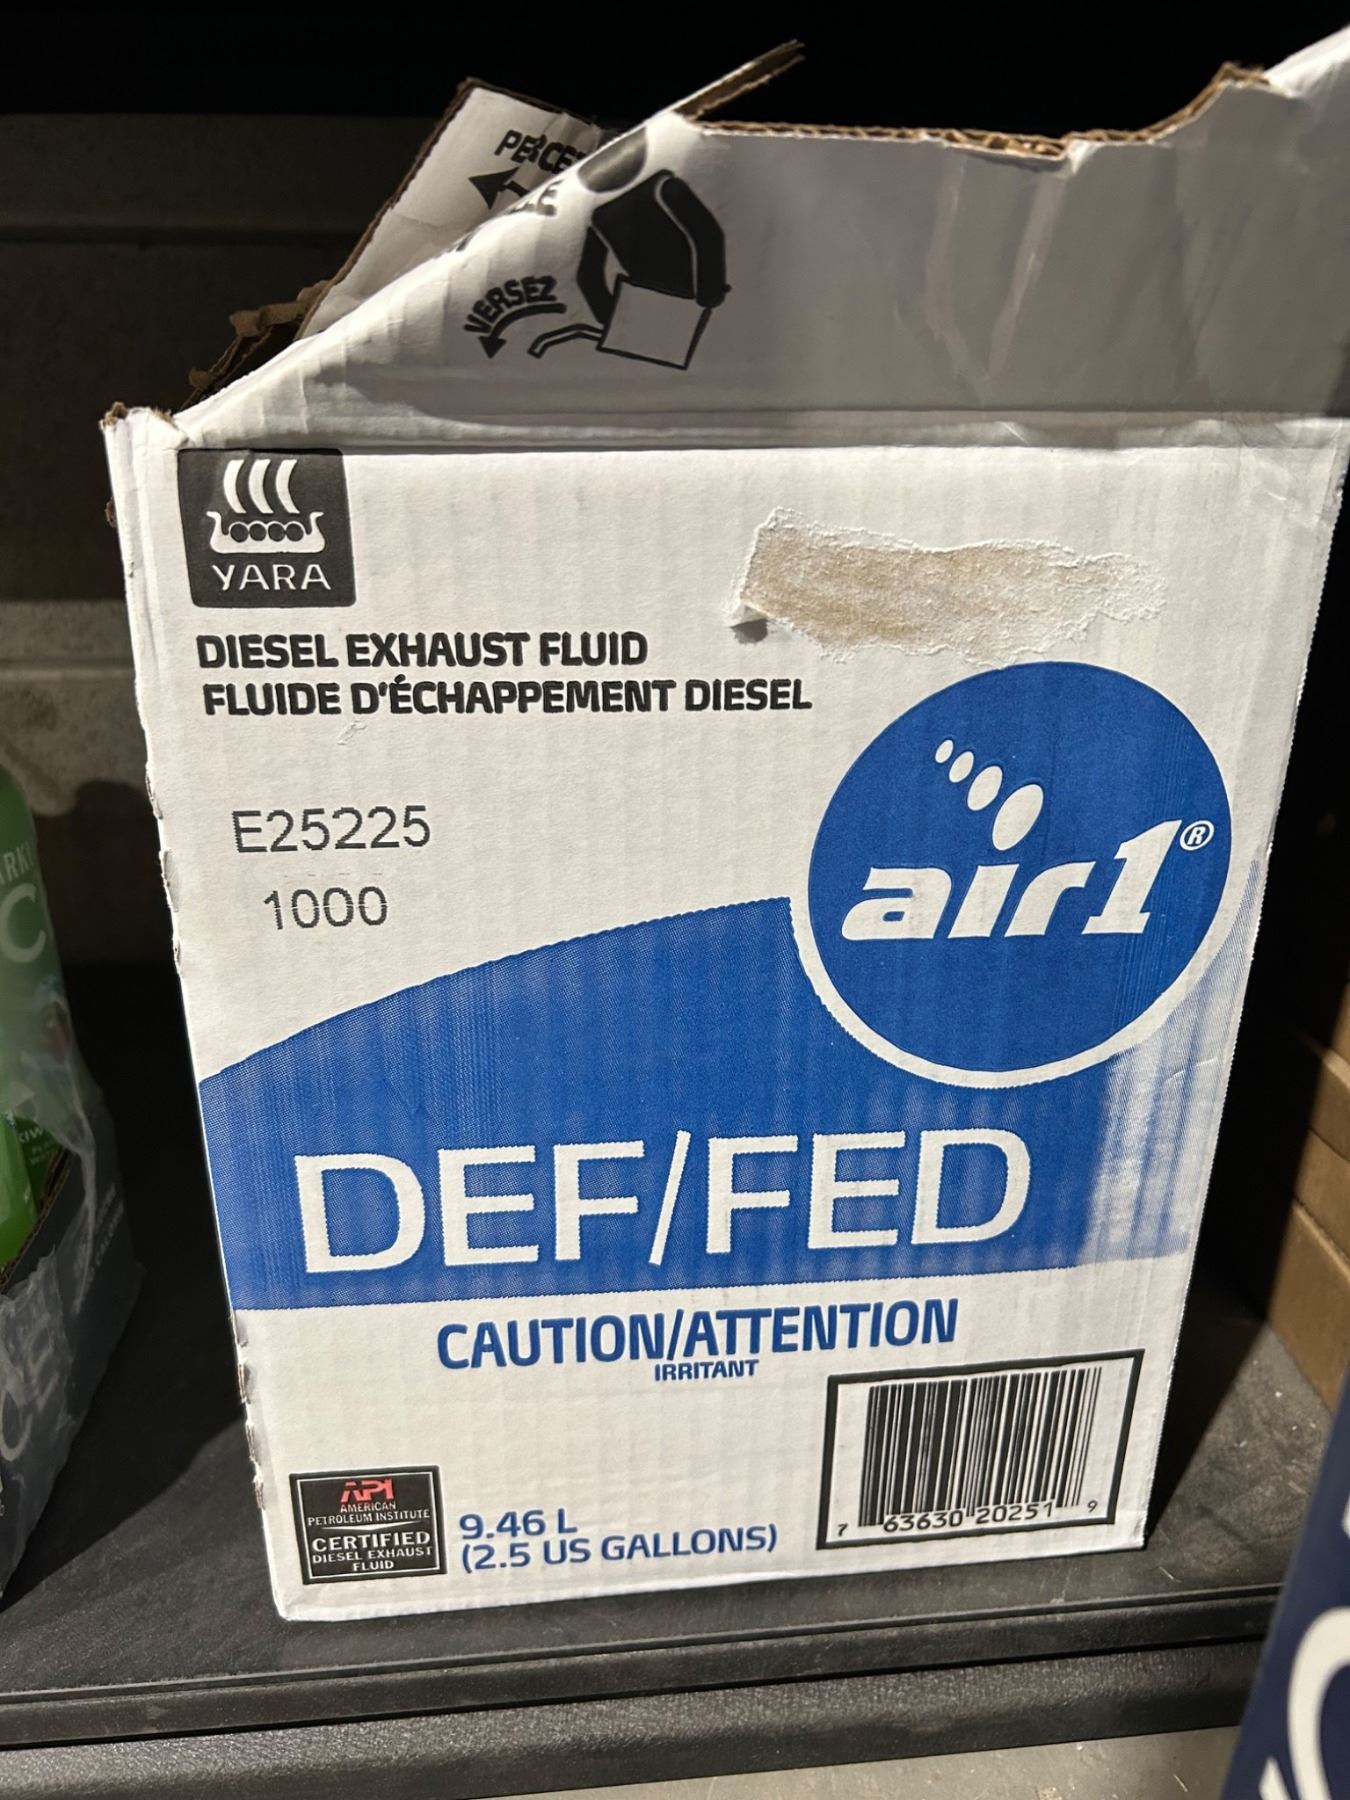 VERSEZ
YARA
DIESEL EXHAUST FLUID
FLUIDE D'ÉCHAPPEMENT DIESEL
E25225
1000
air1®
DEF/FED
CAUTION/ATTENTION
IRRITANT
API
AMERICAN
PETROLEUM INSTITUTE
CERTIFIED
DIESEL EXHAUST
FLUID
9.46 L
(2.5 US GALLONS)
7 63630 20251 9